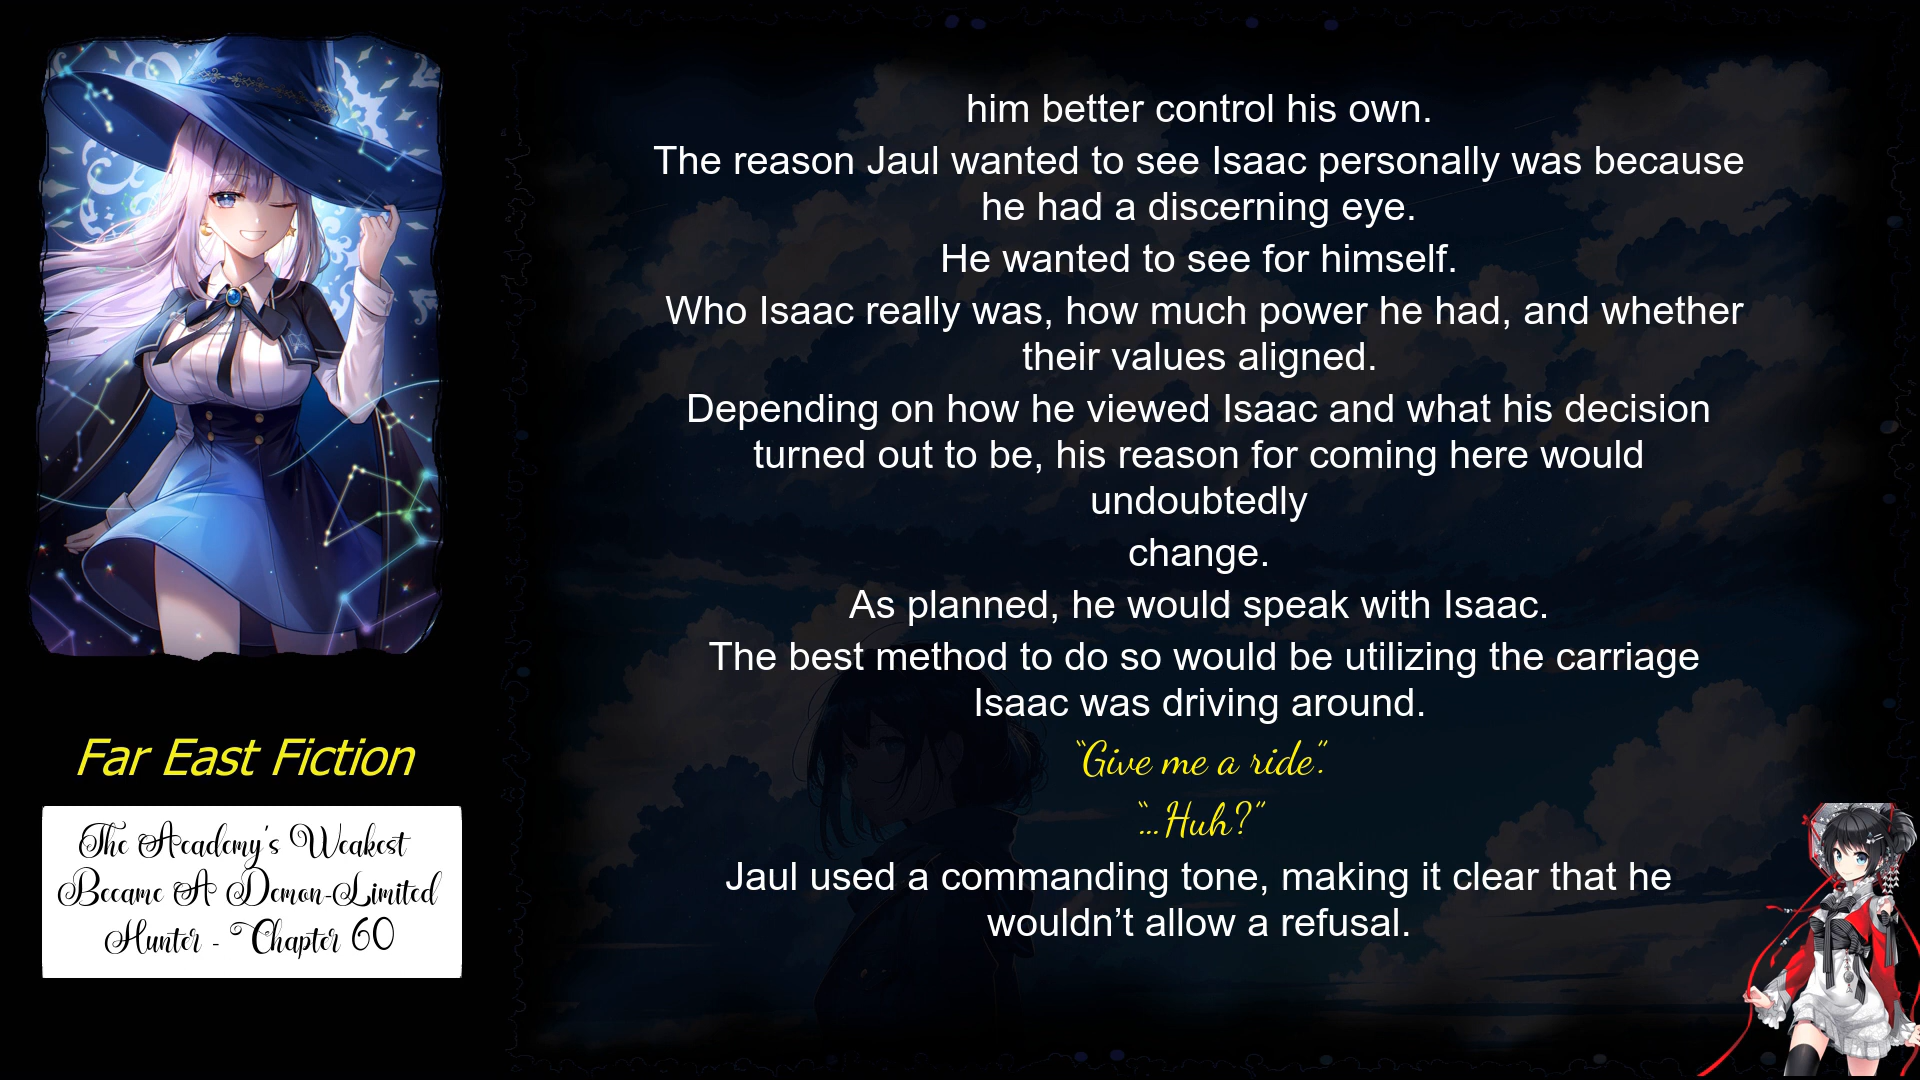 him better control his own.
The reason Jaul wanted to see Isaac personally was because
he had a discerning eye.
He wanted to see for himself.
Who Isaac really was, how much power he had, and whether
their values aligned.
Depending on how he viewed Isaac and what his decision
turned out to be, his reason for coming here would
undoubtedly
change.
As planned, he would speak with Isaac.
The best method to do so would be utilizing the carriage
Isaac was driving around.
“Give me a ride”.
“…Huh?”
Jaul used a commanding tone, making it clear that he
wouldn’t allow a refusal.
Far East Fiction
The Academy's Weakest
Became A Demon-Limited
Hunter - Chapter 60